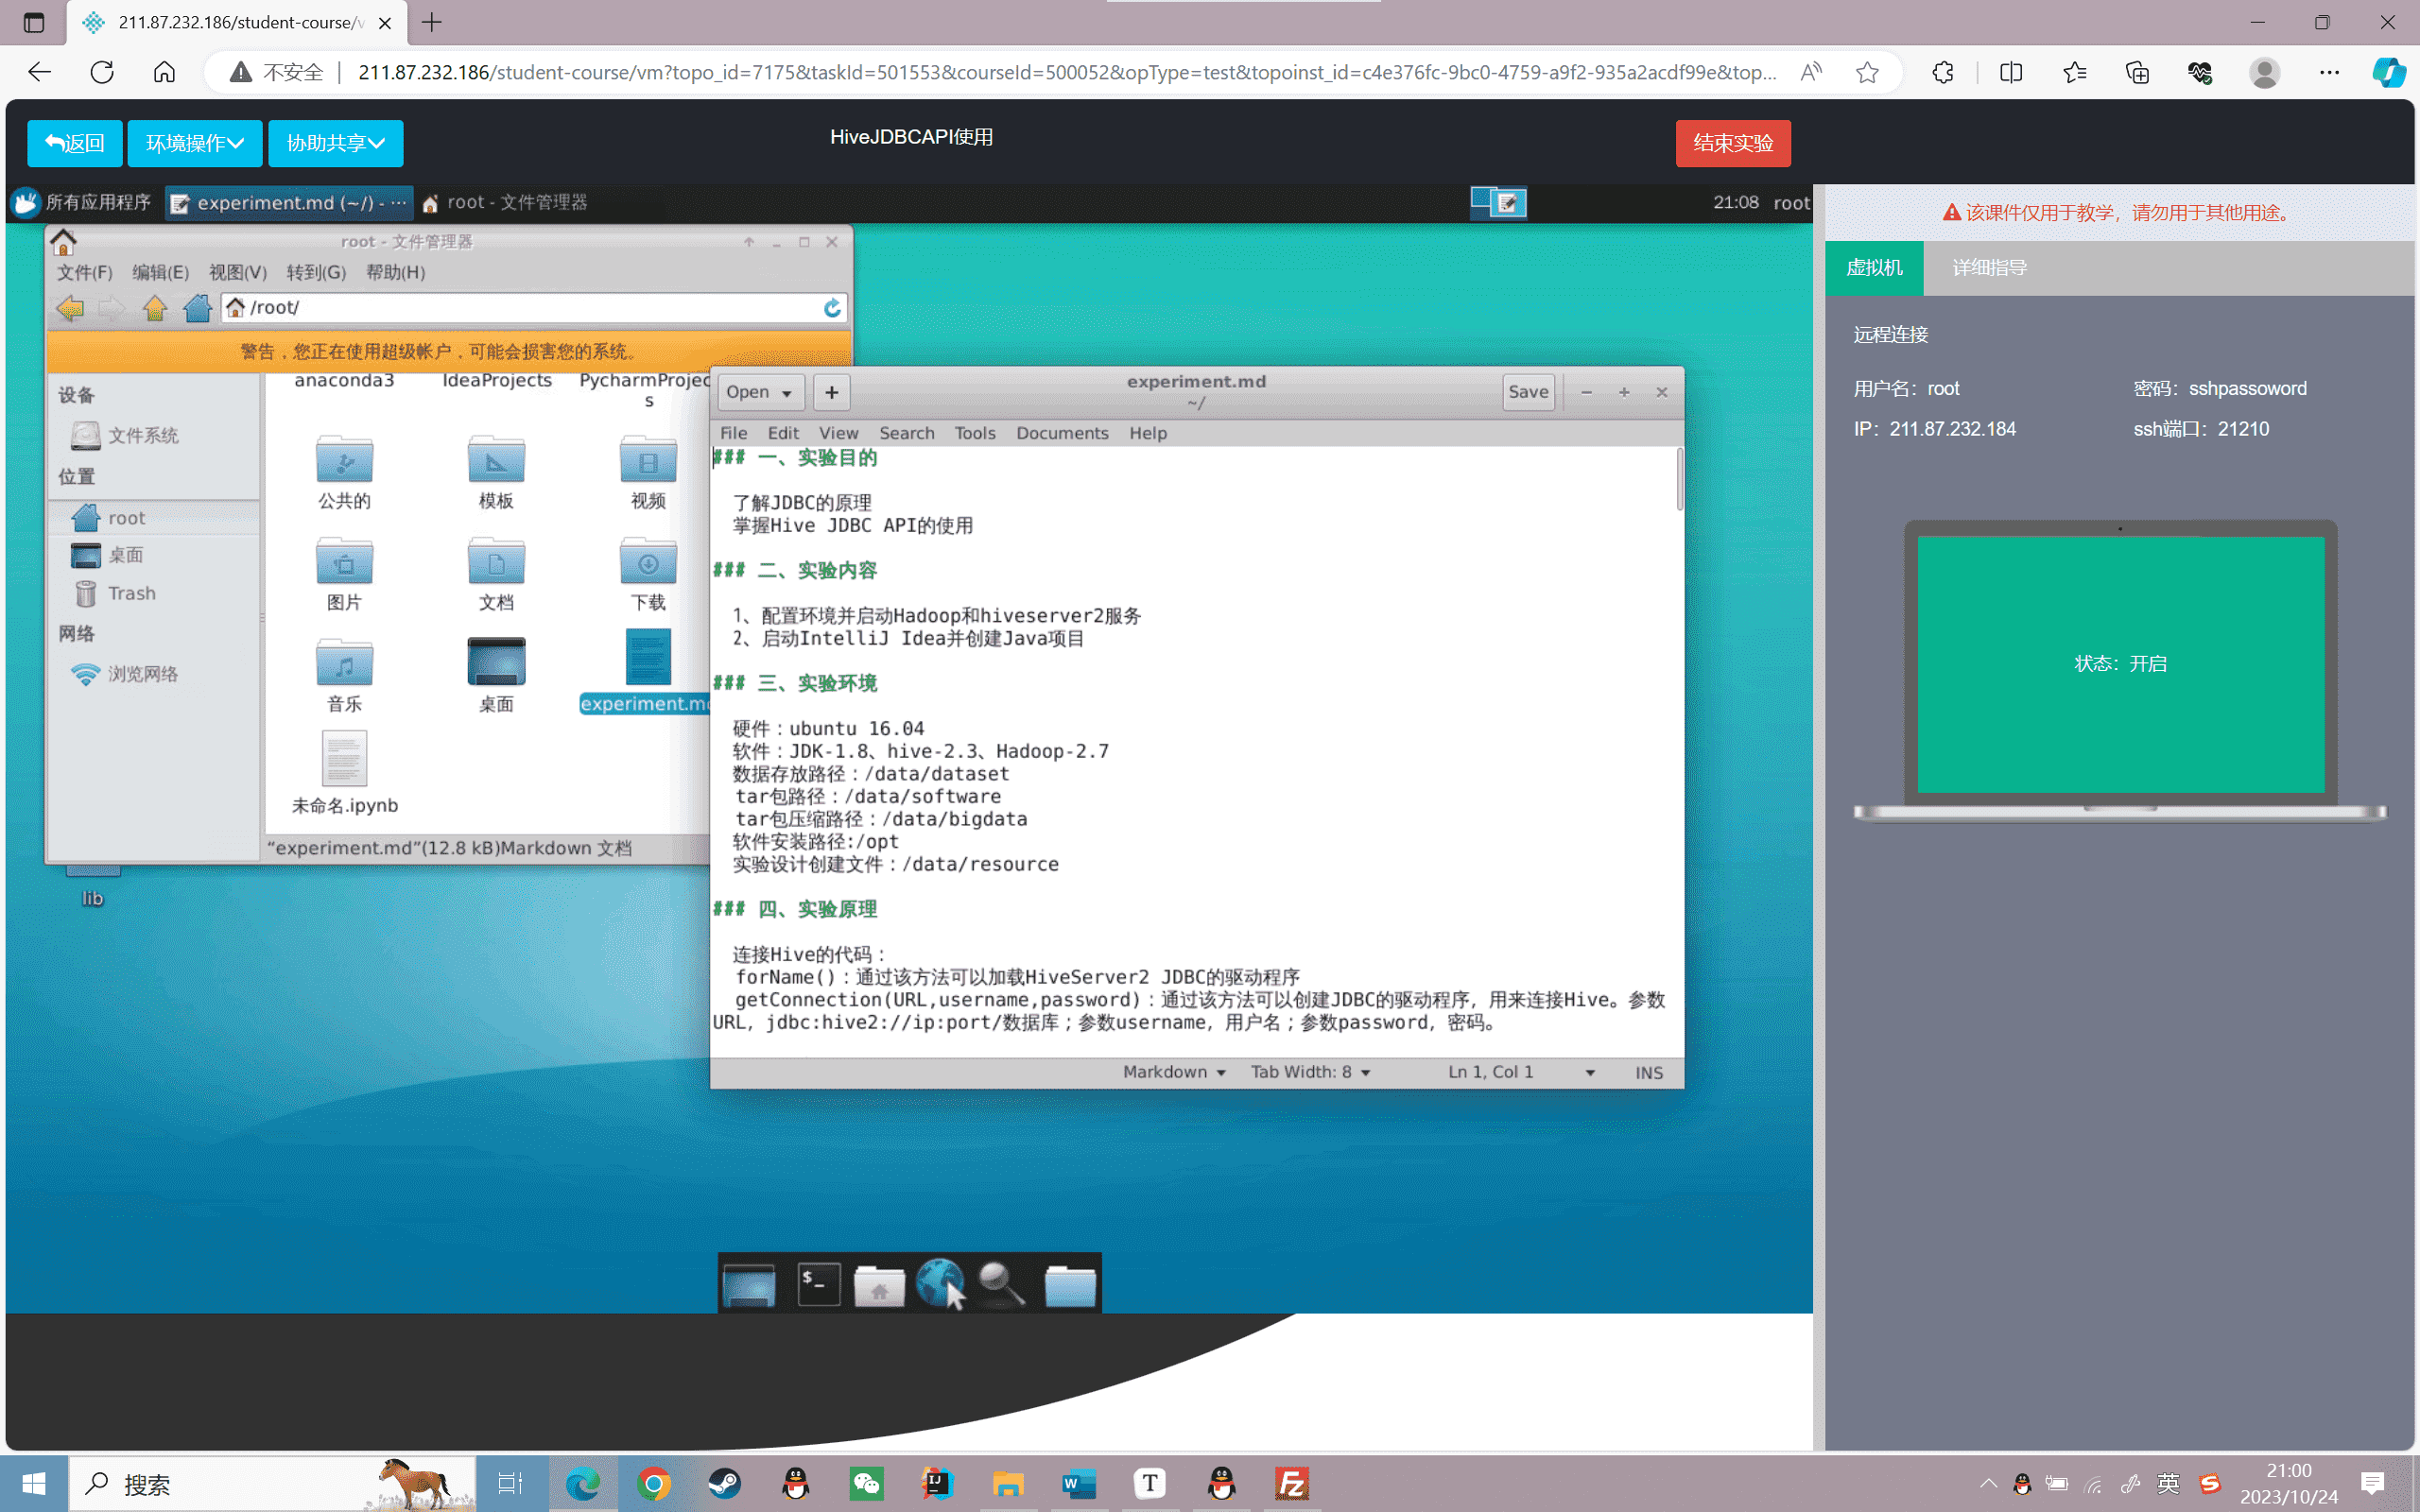 211.87.232.186/student-course/v
不安全
211.87.232.186/student-course/vm?topo_id=7175&taskId=501553&courseId=500052&opType=test&topoinst_id=c4e376fc-9bc0-4759-a9f2-935a2acdf99e&top...
返回
环境操作
协助共享
HiveJDBCAPI使用
结束实验
所有应用程序
experiment.md (~/) - ...
root - 文件管理器
21:08 root
root - 文件管理器
文件(F) 编辑(E) 视图(V) 转到(G) 帮助(H)
/root/
警告，您正在使用超级帐户，可能会损害您的系统。
设备
文件系统
位置
root
桌面
Trash
网络
浏览网络
anaconda3 IdeaProjects PycharmProjec
s
公共的 模板 视频
图片 文档 下载
音乐 桌面 experiment.md
未命名.ipynb
“experiment.md”(12.8 kB)Markdown 文档
lib
Open
+
experiment.md
~/
Save
File Edit View Search Tools Documents Help
### 一、实验目的
了解JDBC的原理
掌握Hive JDBC API的使用
### 二、实验内容
1、配置环境并启动Hadoop和hiveserver2服务
2、启动IntelliJ Idea并创建Java项目
### 三、实验环境
硬件：ubuntu 16.04
软件：JDK-1.8、hive-2.3、Hadoop-2.7
数据存放路径：/data/dataset
tar包路径：/data/software
tar包压缩路径：/data/bigdata
软件安装路径:/opt
实验设计创建文件：/data/resource
### 四、实验原理
连接Hive的代码：
forName()：通过该方法可以加载HiveServer2 JDBC的驱动程序
getConnection(URL,username,password)：通过该方法可以创建JDBC的驱动程序，用来连接Hive。参数
URL，jdbc:hive2://ip:port/数据库；参数username，用户名；参数password，密码。
Markdown Tab Width: 8 Ln 1, Col 1 INS
$_
该课件仅用于教学，请勿用于其他用途。
虚拟机
详细指导
远程连接
用户名：root 密码：sshpassoword
IP：211.87.232.184 ssh端口：21210
状态：开启
搜索
英
21:00
2023/10/24